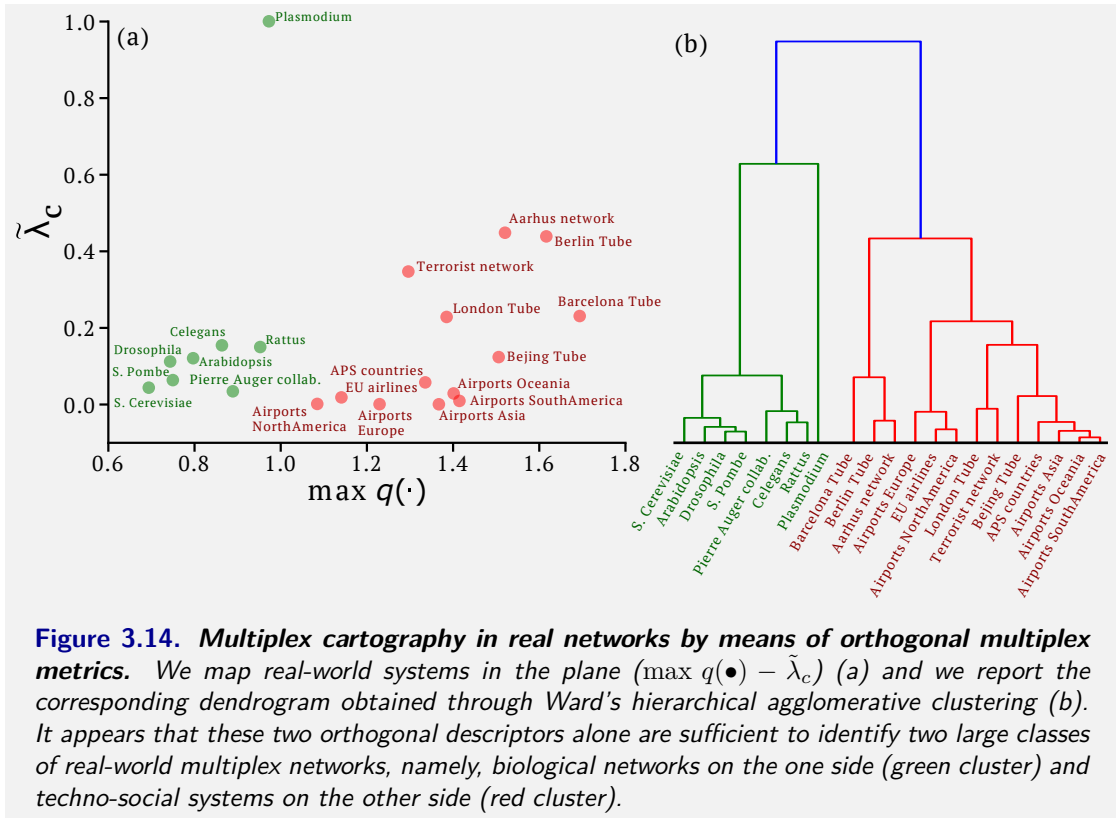 1.0
0.8
0.6
0.4
0.2
0.0
λ̃c
(a)
Plasmodium
Aarhus network
Berlin Tube
Terrorist network
London Tube
Barcelona Tube
Bejing Tube
Celegans
Rattus
Drosophila
Arabidopsis
S. Pombe
Pierre Auger collab.
S. Cerevisiae
APS countries
EU airlines
Airports Oceania
Airports SouthAmerica
Airports
NorthAmerica
Airports
Europe
Airports Asia
0.6 0.8 1.0 1.2 1.4 1.6 1.8
max q(·)
(b)
S. Cerevisiae
Arabidopsis
Drosophila
S. Pombe
Pierre Auger collab.
Celegans
Rattus
Plasmodium
Barcelona Tube
Berlin Tube
Aarhus network
Airports Europe
EU airlines
Airports NorthAmerica
London Tube
Terrorist network
Bejing Tube
APS countries
Airports Asia
Airports Oceania
Airports SouthAmerica
Figure 3.14. Multiplex cartography in real networks by means of orthogonal multiplex
metrics. We map real-world systems in the plane (max q(•) − λ̃c) (a) and we report the
corresponding dendrogram obtained through Ward's hierarchical agglomerative clustering (b).
It appears that these two orthogonal descriptors alone are sufficient to identify two large classes
of real-world multiplex networks, namely, biological networks on the one side (green cluster) and
techno-social systems on the other side (red cluster).